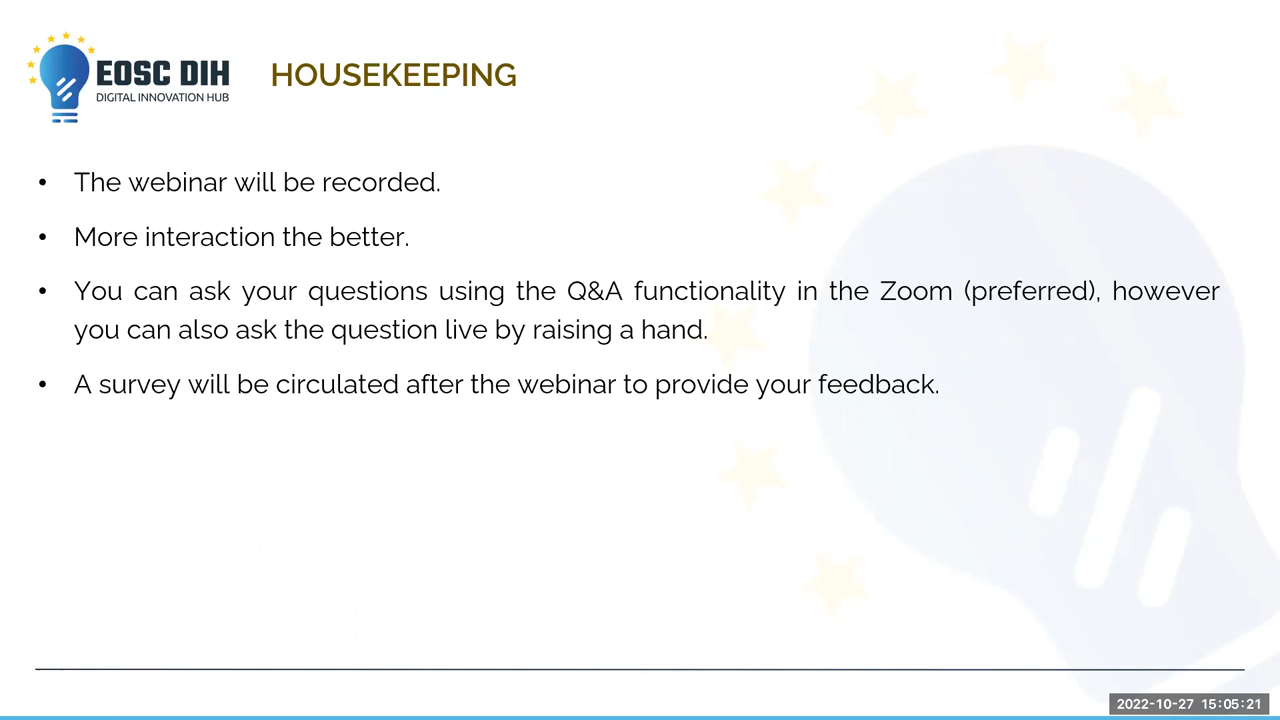 EOSC DIH
DIGITAL INNOVATION HUB
HOUSEKEEPING
• The webinar will be recorded.
• More interaction the better.
• You can ask your questions using the Q&A functionality in the Zoom (preferred), however
you can also ask the question live by raising a hand.
• A survey will be circulated after the webinar to provide your feedback.
2022-10-27 15:05:21